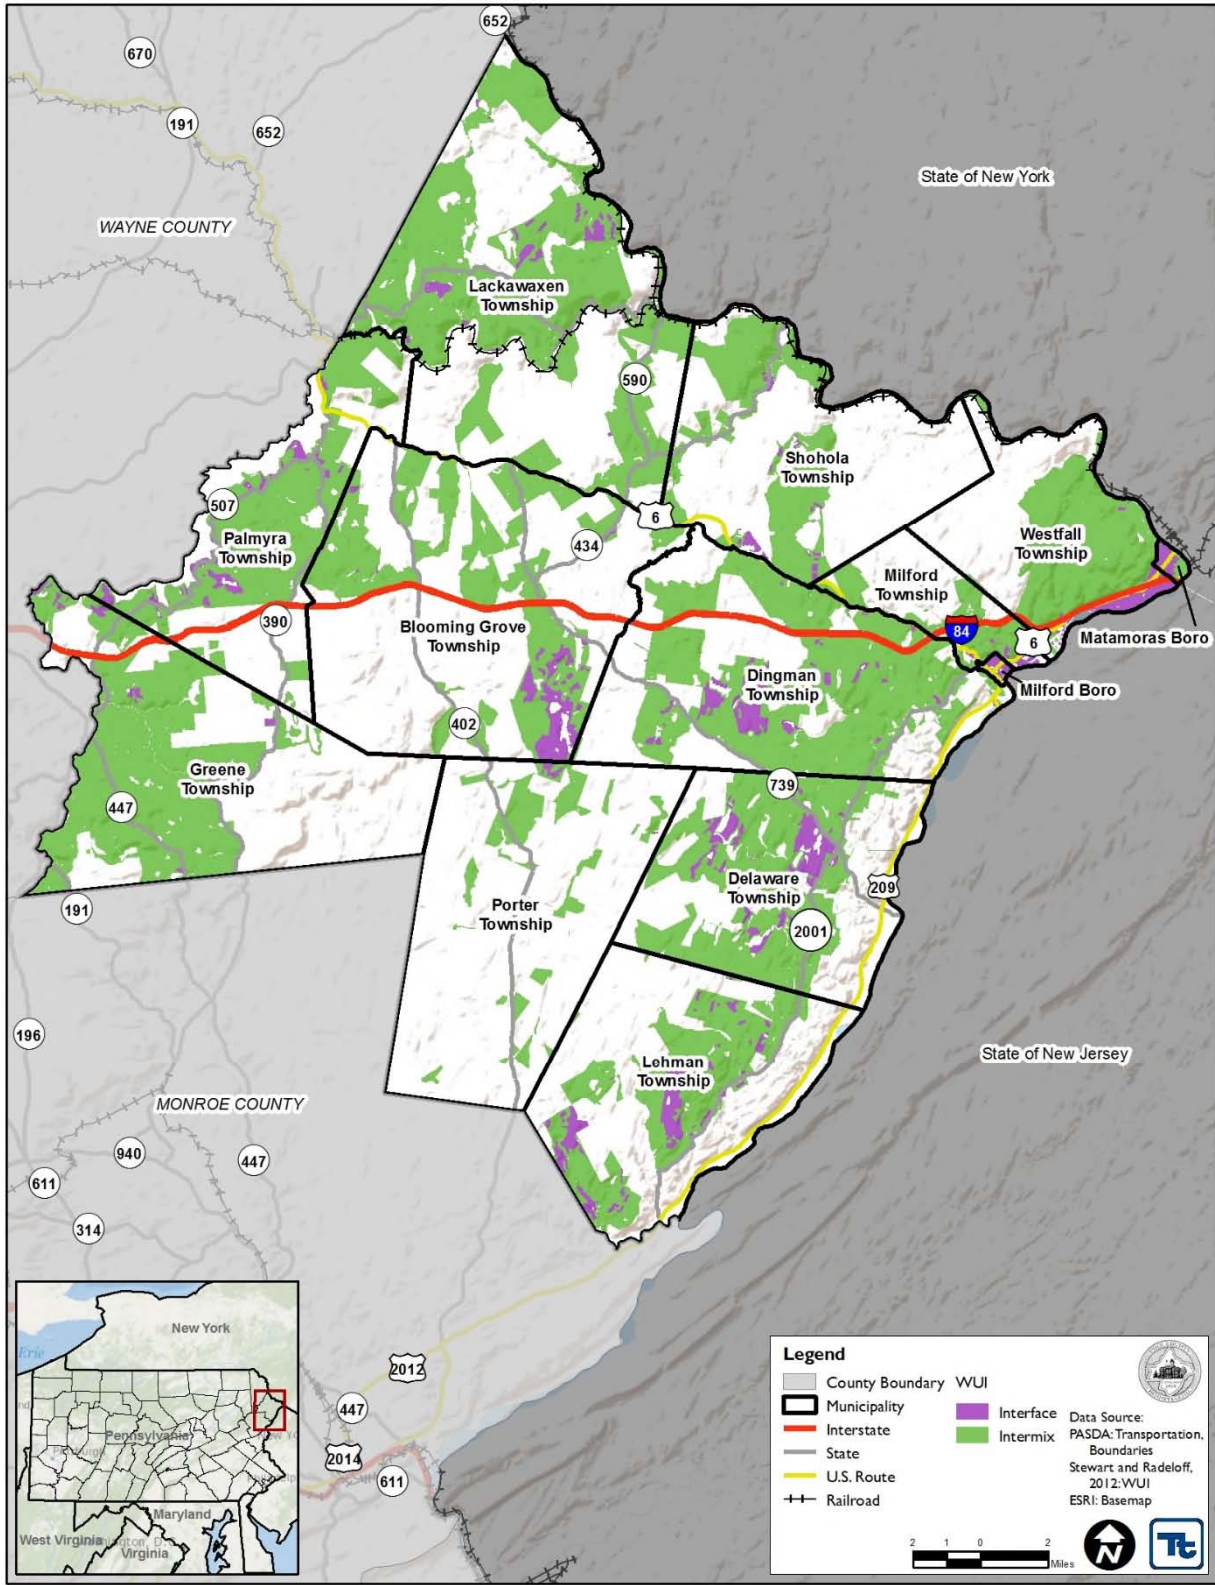 652
670
191
652
State of New York
WAYNE COUNTY
Lackawaxen
Township
590
Shohola
Township
507
6
434
Palmyra
Township
Westfall
Township
Milford
Township
390
Blooming Grove
Township
84
6
Matamoras Boro
Dingman
Township
Milford Boro
402
Greene
Township
739
447
Delaware
Township
209
191
Porter
Township
2001
196
State of New Jersey
Lehman
Township
MONROE COUNTY
940
447
611
314
New York
Erie
Pennsylvania
Maryland
West Virginia
Virginia
2012
447
2014
611
Legend
County Boundary
Municipality
Interstate
State
U.S. Route
Railroad
WUI
Interface
Intermix
Data Source:
PASDA: Transportation,
Boundaries
Stewart and Radeloff,
2012: WUI
ESRI: Basemap
2 1 0 2
Miles
N
Tt